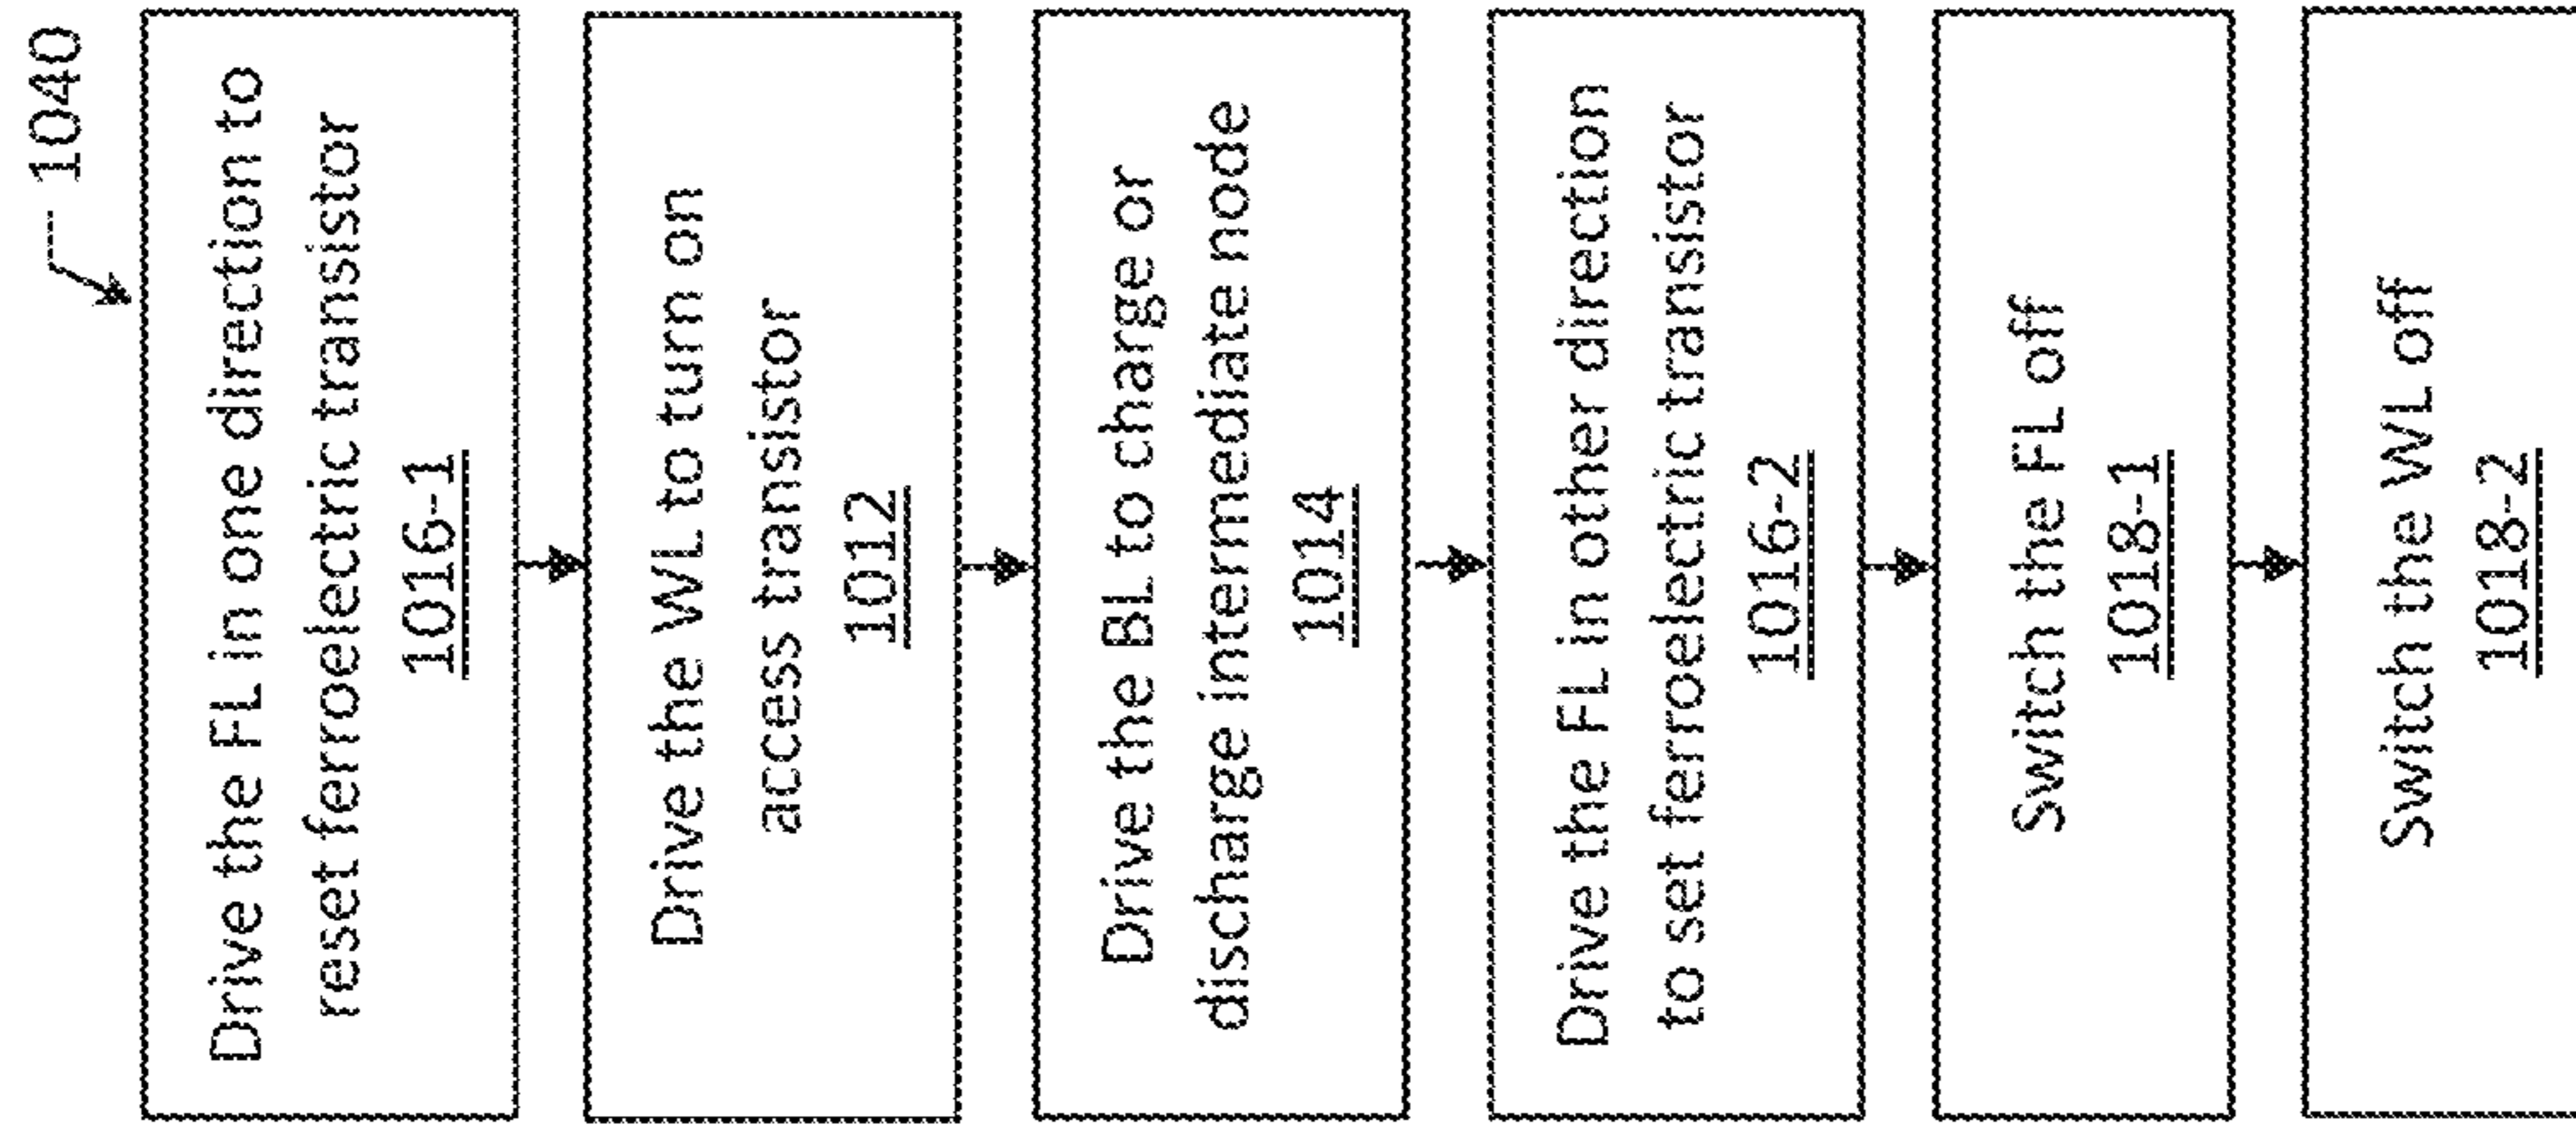 1040
Drive the FL in one direction to
reset ferroelectric transistor
1016-1
Drive the WL to turn on
access transistor
1012
Drive the BL to charge or
discharge intermediate node
1014
Drive the FL in other direction
to set ferroelectric transistor
1016-2
Switch the FL off
1018-1
Switch the WL off
1018-2